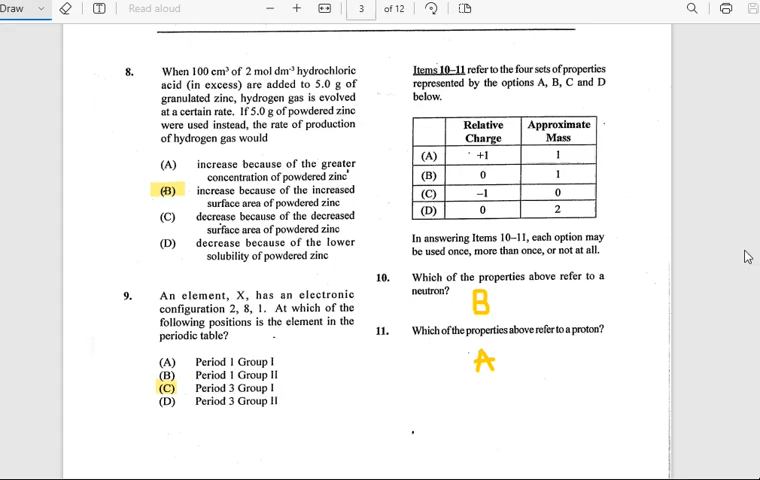 Draw
Read aloud
3
of 12
8. When 100 cm³ of 2 mol dm⁻³ hydrochloric
acid (in excess) are added to 5.0 g of
granulated zinc, hydrogen gas is evolved
at a certain rate. If 5.0 g of powdered zinc
were used instead, the rate of production
of hydrogen gas would
(A) increase because of the greater
concentration of powdered zinc
(B) increase because of the increased
surface area of powdered zinc
(C) decrease because of the decreased
surface area of powdered zinc
(D) decrease because of the lower
solubility of powdered zinc
9. An element, X, has an electronic
configuration 2, 8, 1. At which of the
following positions is the element in the
periodic table?
(A) Period 1 Group I
(B) Period 1 Group II
(C) Period 3 Group I
(D) Period 3 Group II
Items 10–11 refer to the four sets of properties
represented by the options A, B, C and D
below.
Relative Charge Approximate Mass
(A) +1 1
(B) 0 1
(C) −1 0
(D) 0 2
In answering Items 10–11, each option may
be used once, more than once, or not at all.
10. Which of the properties above refer to a
neutron?
B
11. Which of the properties above refer to a proton?
A